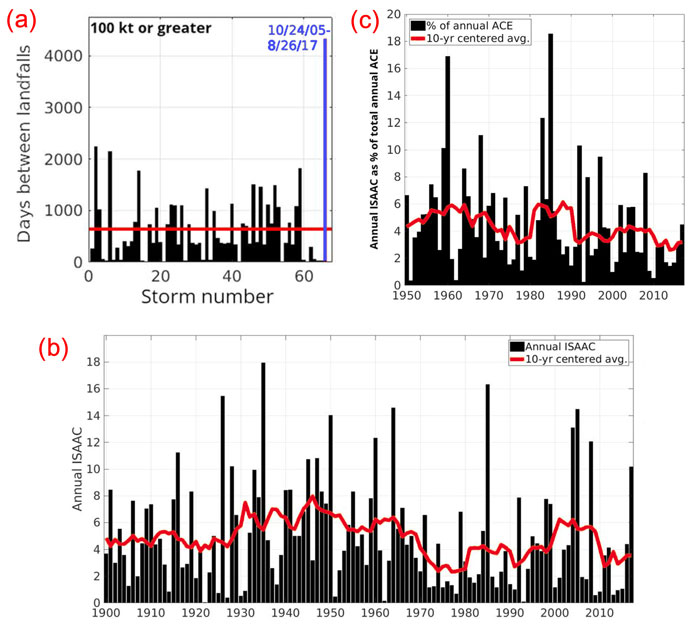 (a)
100 kt or greater
10/24/05-
8/26/17
Days between landfalls
4000
3000
2000
1000
0
0 20 40 60
Storm number
(c)
% of annual ACE
10-yr centered avg.
Annual ISAAC as % of total annual ACE
20
18
16
14
12
10
8
6
4
2
0
1950 1960 1970 1980 1990 2000 2010
(b)
Annual ISAAC
10-yr centered avg.
Annual ISAAC
18
16
14
12
10
8
6
4
2
0
1900 1910 1920 1930 1940 1950 1960 1970 1980 1990 2000 2010